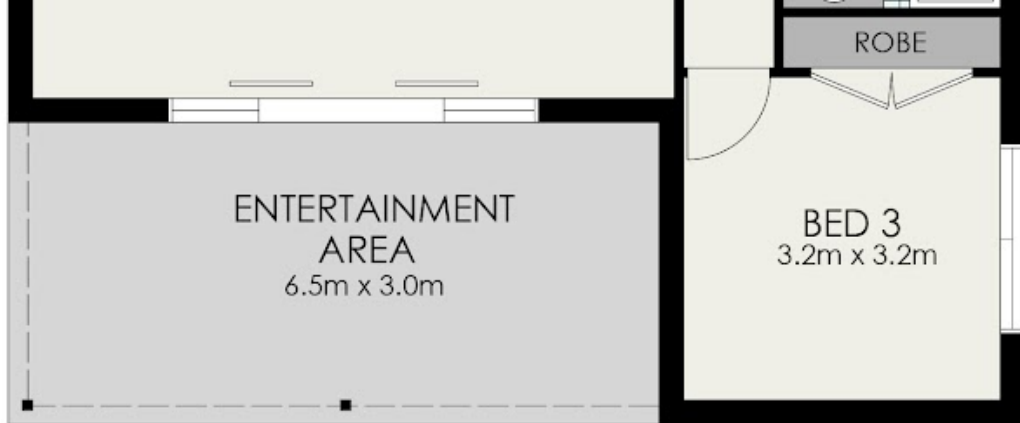 ROBE
ENTERTAINMENT
AREA
6.5m x 3.0m
BED 3
3.2m x 3.2m